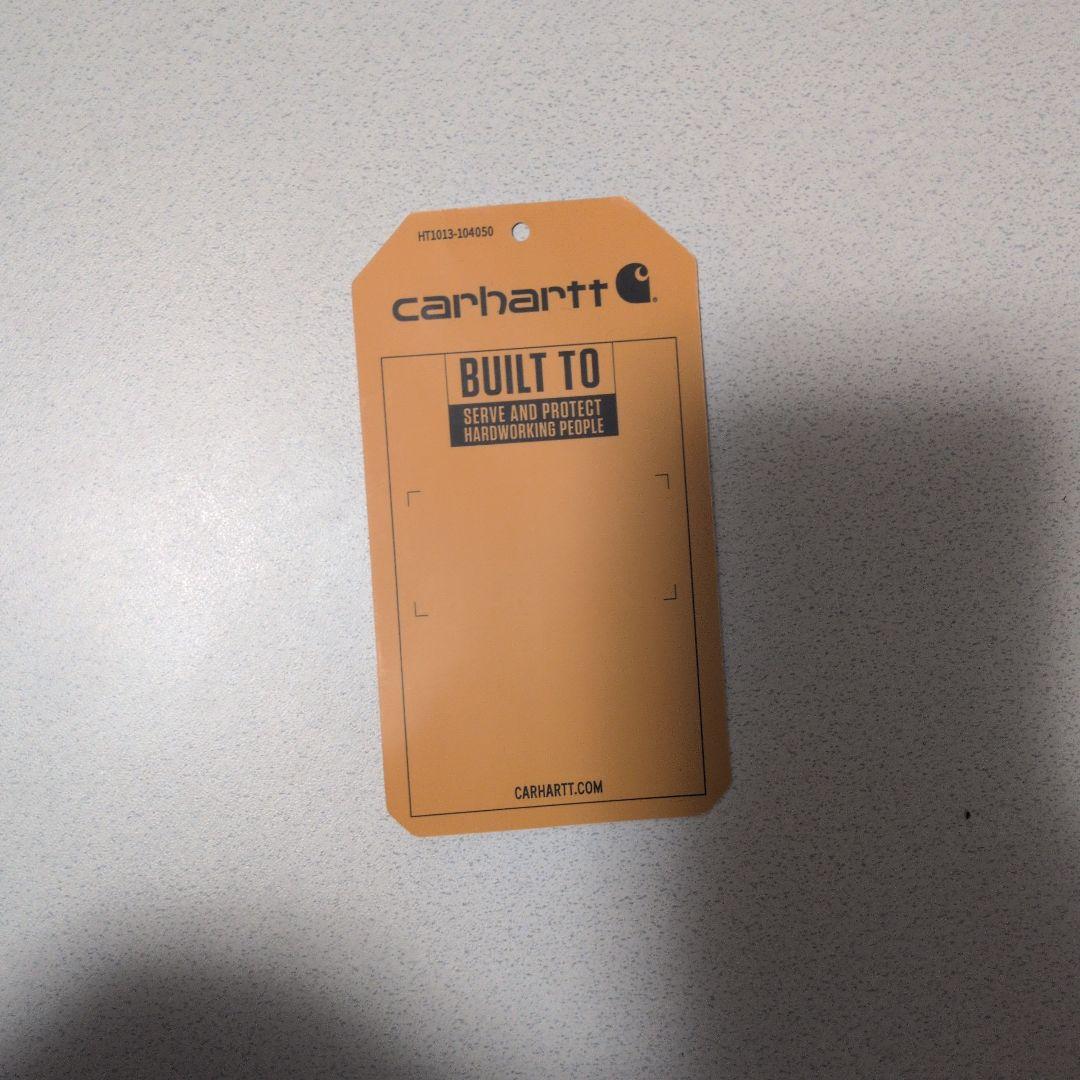 HT1013-104050
carhartt
BUILT TO
SERVE AND PROTECT
HARDWORKING PEOPLE
CARHARTT.COM